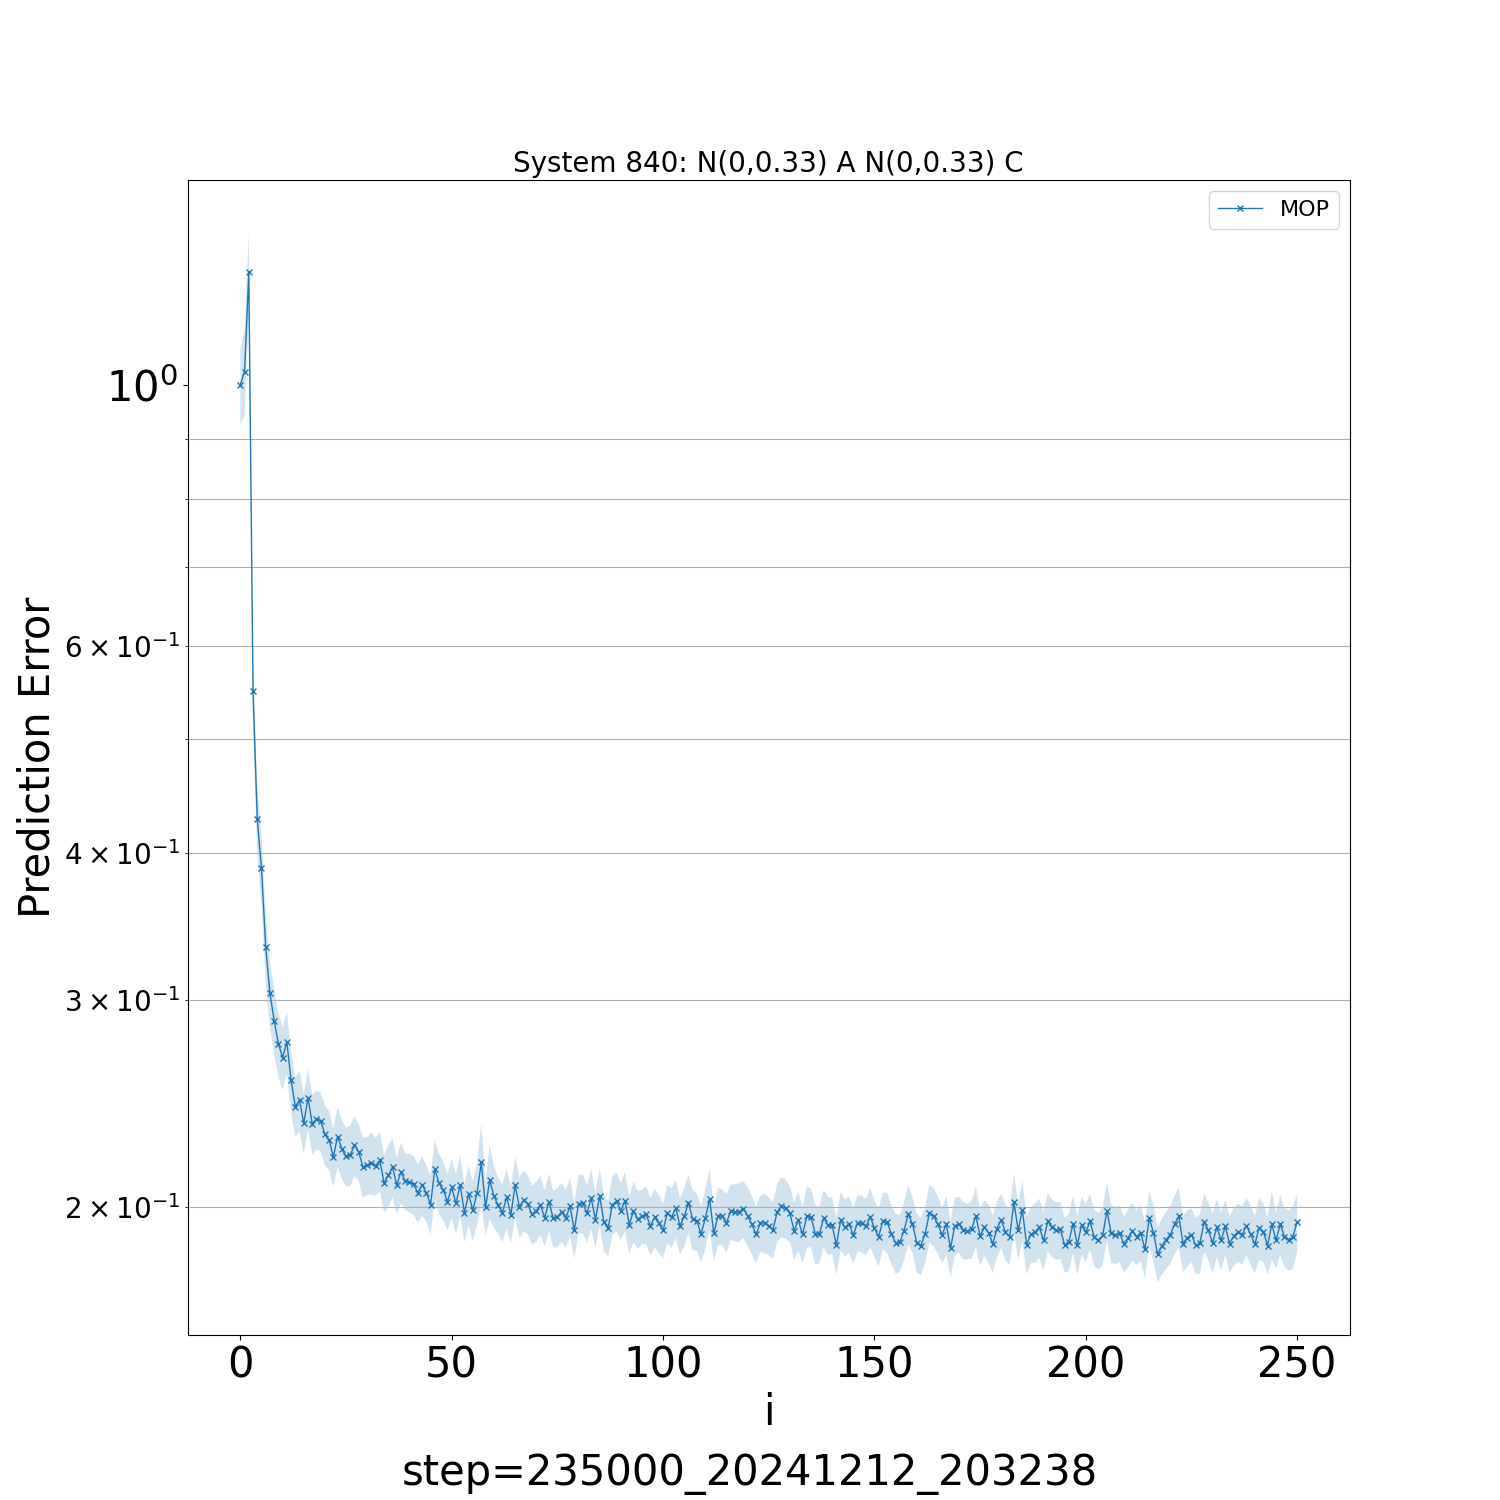 System 840: N(0,0.33) A N(0,0.33) C
MOP
10⁰
6 × 10⁻¹
4 × 10⁻¹
3 × 10⁻¹
2 × 10⁻¹
Prediction Error
0 50 100 150 200 250
i
step=235000_20241212_203238